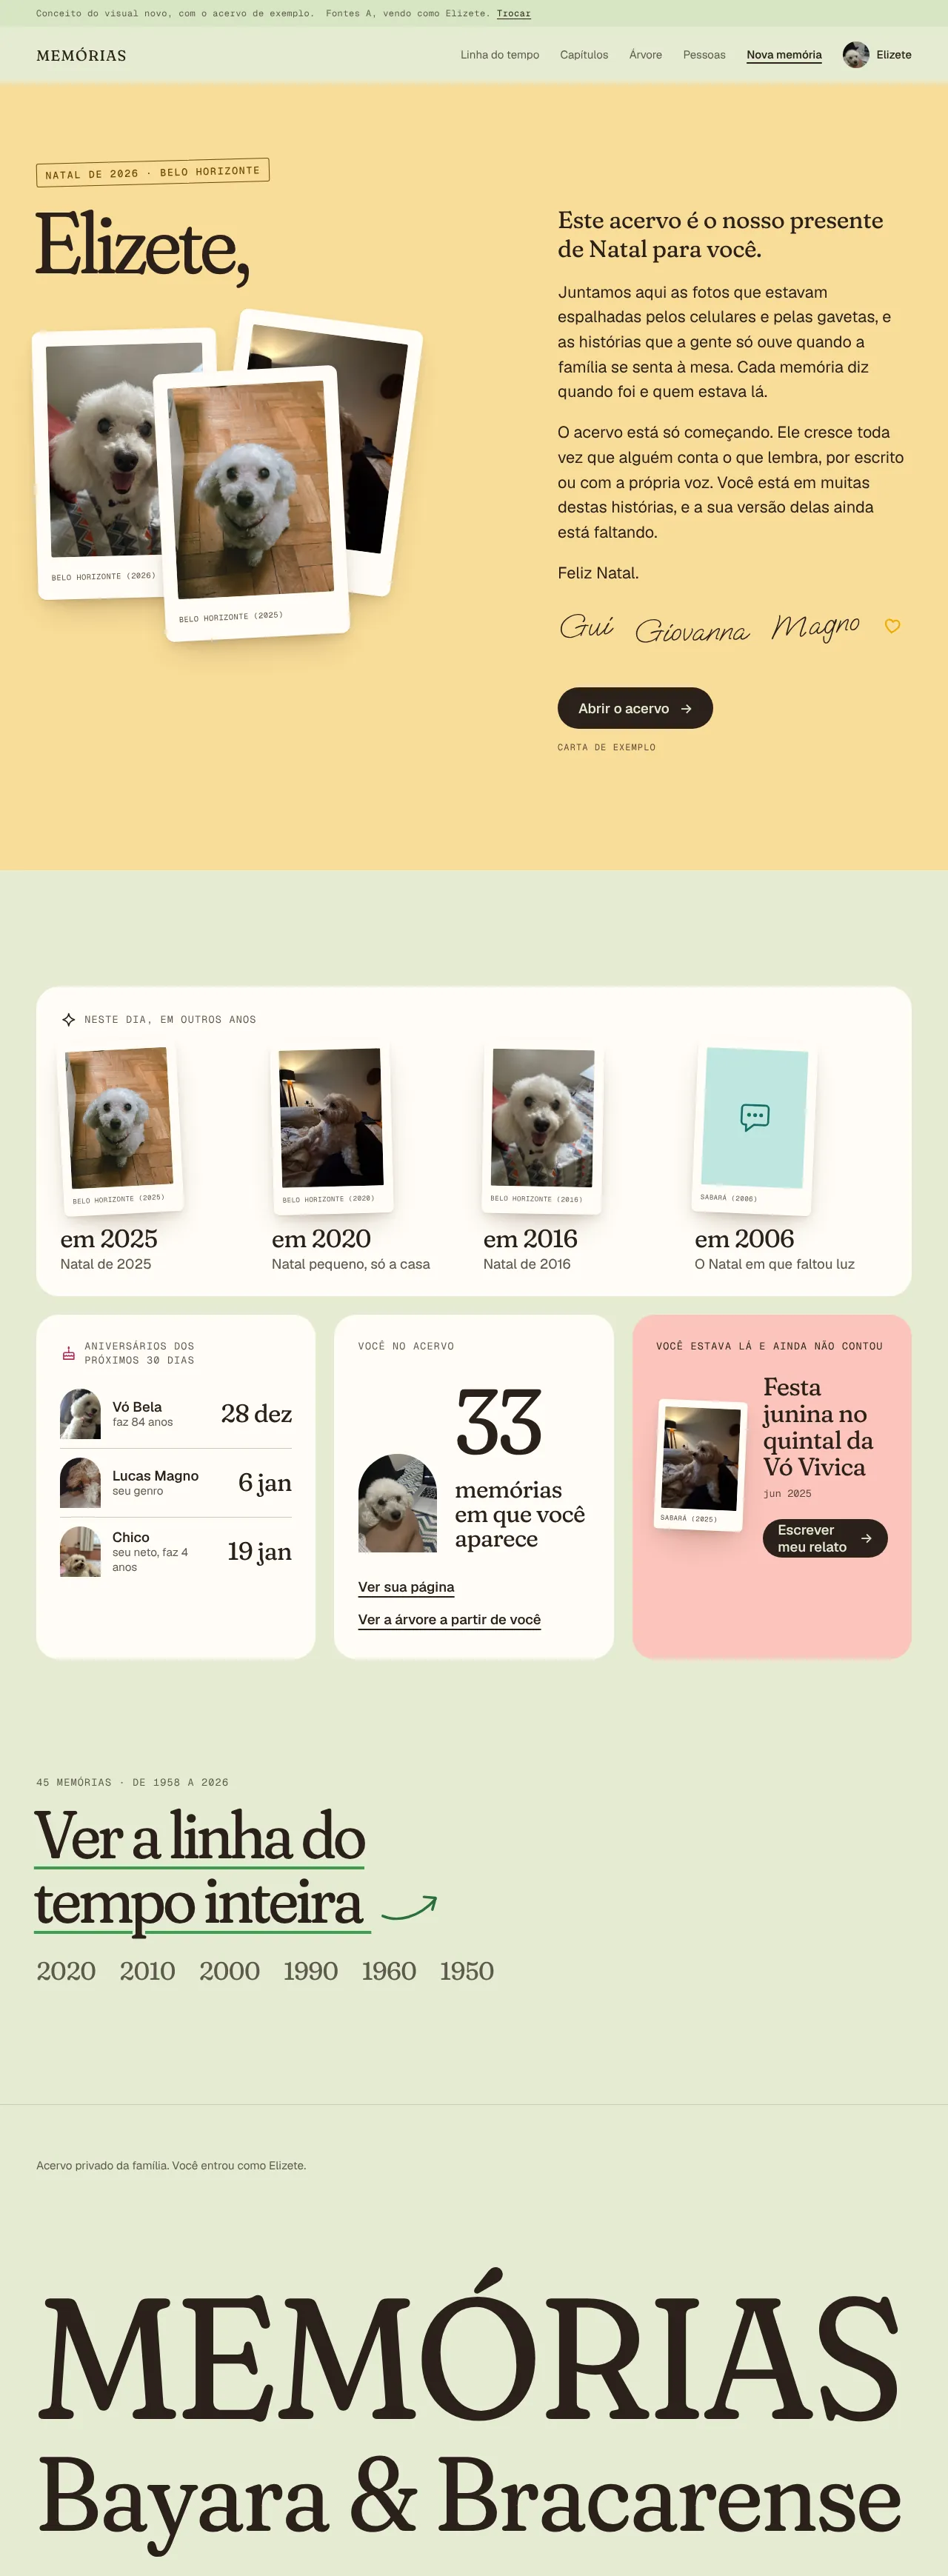 Conceito do visual novo, com o acervo de exemplo. Fontes A, vendo como Elizete. Trocar
MEMÓRIAS
Linha do tempo
Capítulos
Árvore
Pessoas
Nova memória
Elizete
NATAL DE 2026 · BELO HORIZONTE
Elizete,
BELO HORIZONTE (2026)
BELO HORIZONTE (2025)
Este acervo é o nosso presente
de Natal para você.
Juntamos aqui as fotos que estavam
espalhadas pelos celulares e pelas gavetas, e
as histórias que a gente só ouve quando a
família se senta à mesa. Cada memória diz
quando foi e quem estava lá.
O acervo está só começando. Ele cresce toda
vez que alguém conta o que lembra, por escrito
ou com a própria voz. Você está em muitas
destas histórias, e a sua versão delas ainda
está faltando.
Feliz Natal.
Gui Giovanna Magno
Abrir o acervo →
CARTA DE EXEMPLO
NESTE DIA, EM OUTROS ANOS
BELO HORIZONTE (2025)
em 2025
Natal de 2025
BELO HORIZONTE (2020)
em 2020
Natal pequeno, só a casa
BELO HORIZONTE (2016)
em 2016
Natal de 2016
SABARÁ (2006)
em 2006
O Natal em que faltou luz
ANIVERSÁRIOS DOS
PRÓXIMOS 30 DIAS
Vó Bela
faz 84 anos
28 dez
Lucas Magno
seu genro
6 jan
Chico
seu neto, faz 4
anos
19 jan
VOCÊ NO ACERVO
33
memórias
em que você
aparece
Ver sua página
Ver a árvore a partir de você
VOCÊ ESTAVA LÁ E AINDA NÃO CONTOU
SABARÁ (2025)
Festa
junina no
quintal da
Vó Vivica
jun 2025
Escrever
meu relato →
45 MEMÓRIAS · DE 1958 A 2026
Ver a linha do
tempo inteira
2020 2010 2000 1990 1960 1950
Acervo privado da família. Você entrou como Elizete.
MEMÓRIAS
Bayara & Bracarense